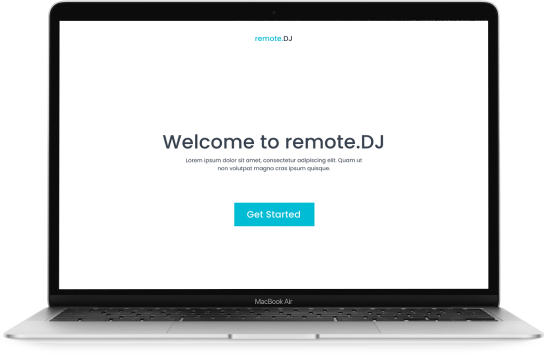 remote.DJ
Welcome to remote.DJ
Lorem ipsum dolor sit amet, consectetur adipiscing elit. Quam ut
non volutpat magna cras ipsum quisque.
Get Started
MacBook Air